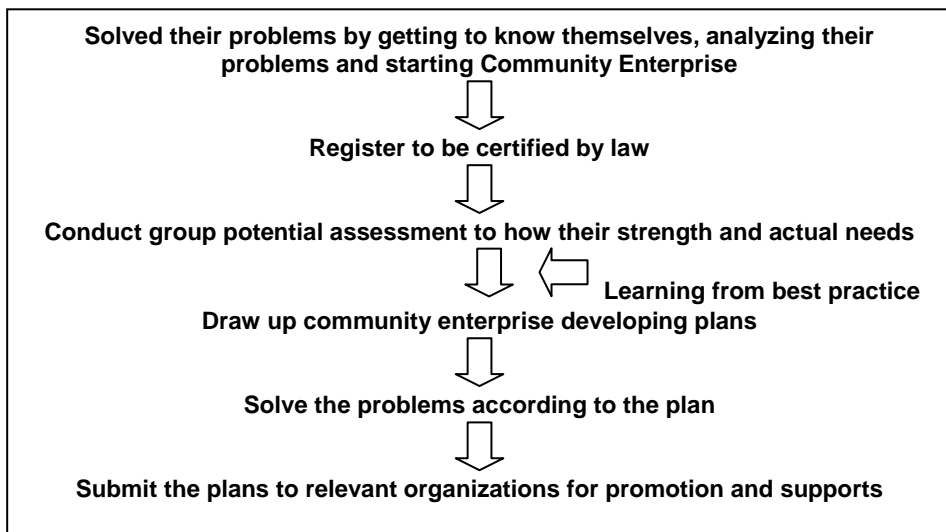 Solved their problems by getting to know themselves, analyzing their
problems and starting Community Enterprise
Register to be certified by law
Conduct group potential assessment to how their strength and actual needs
Learning from best practice
Draw up community enterprise developing plans
Solve the problems according to the plan
Submit the plans to relevant organizations for promotion and supports